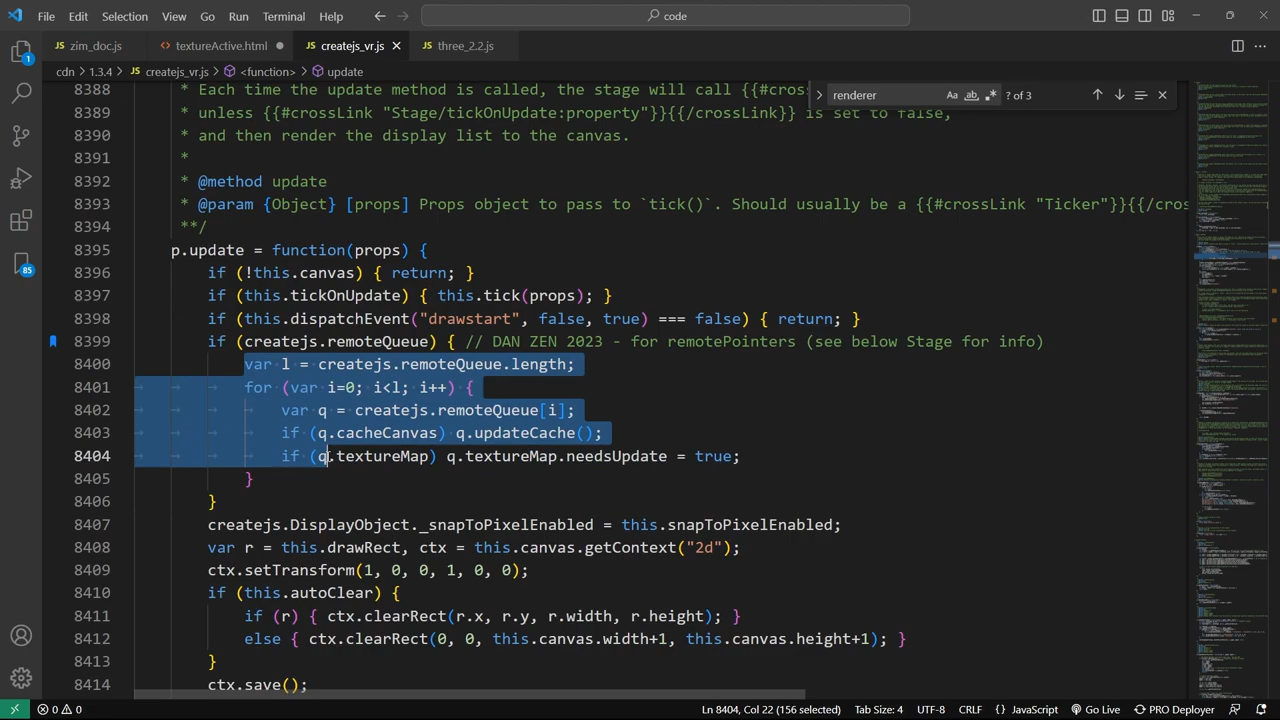 File Edit Selection View Go Run Terminal Help
code
zim_doc.js
textureActive.html
createjs_vr.js
three_2.2.js
cdn > 1.3.4 > createjs_vr.js > <function> > update
renderer
Aa ab .* ? of 3
8388 * Each time the update method is called, the stage will call {{#cross
8389 * unless {{#crossLink "Stage/tickOnUpdate:property"}}{{/crossLink}} is set to false,
8390 * and then render the display list to the canvas.
8391 *
8392 * @method update
8393 * @param {Object} [props] Props object to pass to `tick()`. Should usually be a {{#crossLink "Ticker"}}{{/cross
8394 **/
8395 p.update = function(props) {
8396 if (!this.canvas) { return; }
8397 if (this.tickOnUpdate) { this.tick(props); }
8398 if (this.dispatchEvent("drawstart", false, true) === false) { return; }
8399 if (createjs.remoteQueue) { // ZIM ZEN 2023 - for remotePointers (see below Stage for info)
8400 var l = createjs.remoteQueue.length;
8401 for (var i=0; i<l; i++) {
8402 var q = createjs.remoteQueue[i];
8403 if (q.cacheCanvas) q.updateCache();
8404 if (q.textureMap) q.textureMap.needsUpdate = true;
8405 }
8406 }
8407 createjs.DisplayObject._snapToPixelEnabled = this.snapToPixelEnabled;
8408 var r = this.drawRect, ctx = this.canvas.getContext("2d");
8409 ctx.setTransform(1, 0, 0, 1, 0, 0);
8410 if (this.autoClear) {
8411 if (r) { ctx.clearRect(r.x, r.y, r.width, r.height); }
8412 else { ctx.clearRect(0, 0, this.canvas.width+1, this.canvas.height+1); }
8413 }
8414 ctx.save();
1
85
0 0
Ln 8404, Col 22 (174 selected) Tab Size: 4 UTF-8 CRLF {} JavaScript Go Live PRO Deployer